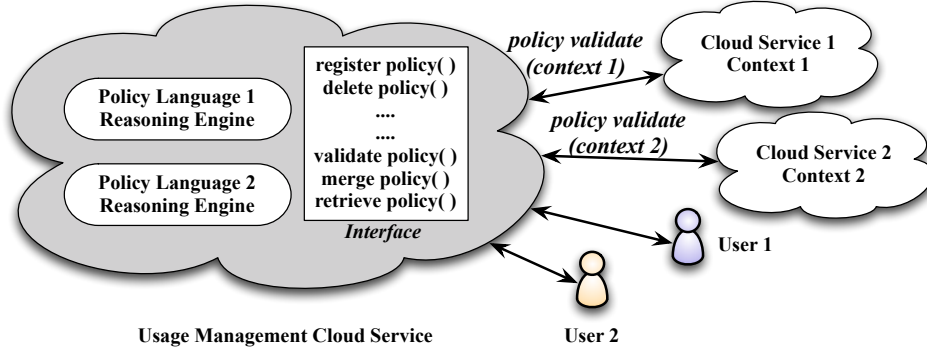 Policy Language 1
Reasoning Engine
Policy Language 2
Reasoning Engine
register policy( )
delete policy( )
....
....
validate policy( )
merge policy( )
retrieve policy( )
Interface
policy validate
(context 1)
Cloud Service 1
Context 1
policy validate
(context 2)
Cloud Service 2
Context 2
User 1
User 2
Usage Management Cloud Service